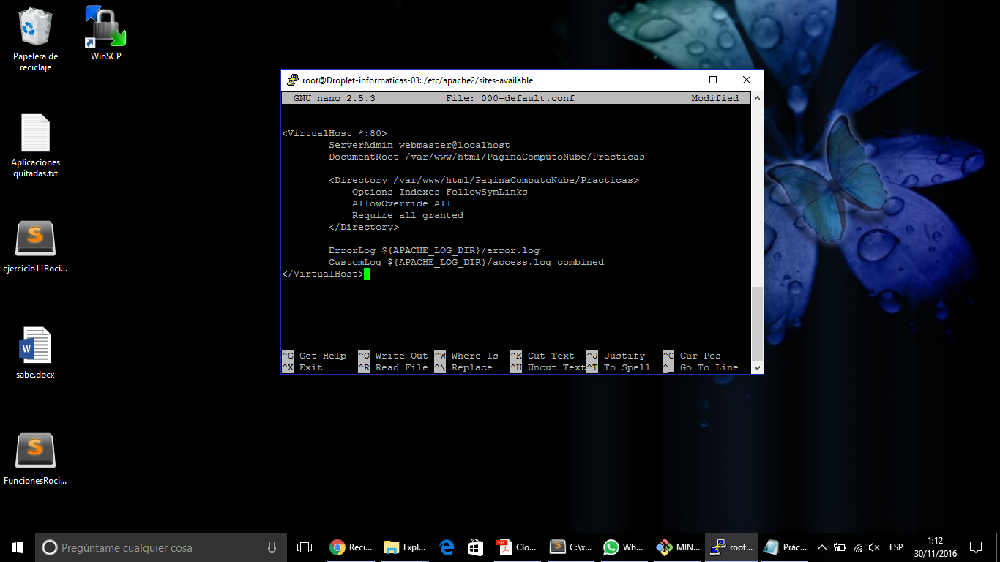 Papelera de
reciclaje
WinSCP
Aplicaciones
quitadas.txt
ejercicio11Roci...
sabe.docx
FuncionesRoci...
root@Droplet-informaticas-03: /etc/apache2/sites-available
GNU nano 2.5.3 File: 000-default.conf Modified
<VirtualHost *:80>
ServerAdmin webmaster@localhost
DocumentRoot /var/www/html/PaginaComputoNube/Practicas
<Directory /var/www/html/PaginaComputoNube/Practicas>
Options Indexes FollowSymLinks
AllowOverride All
Require all granted
</Directory>
ErrorLog ${APACHE_LOG_DIR}/error.log
CustomLog ${APACHE_LOG_DIR}/access.log combined
</VirtualHost>
^G Get Help ^O Write Out ^W Where Is ^K Cut Text ^J Justify ^C Cur Pos
^X Exit ^R Read File ^\ Replace ^U Uncut Text ^T To Spell ^_ Go To Line
Pregúntame cualquier cosa
Reci...
Expl...
Clo...
C:\x...
Wh...
MIN...
root...
Prác...
ESP
1:12
30/11/2016